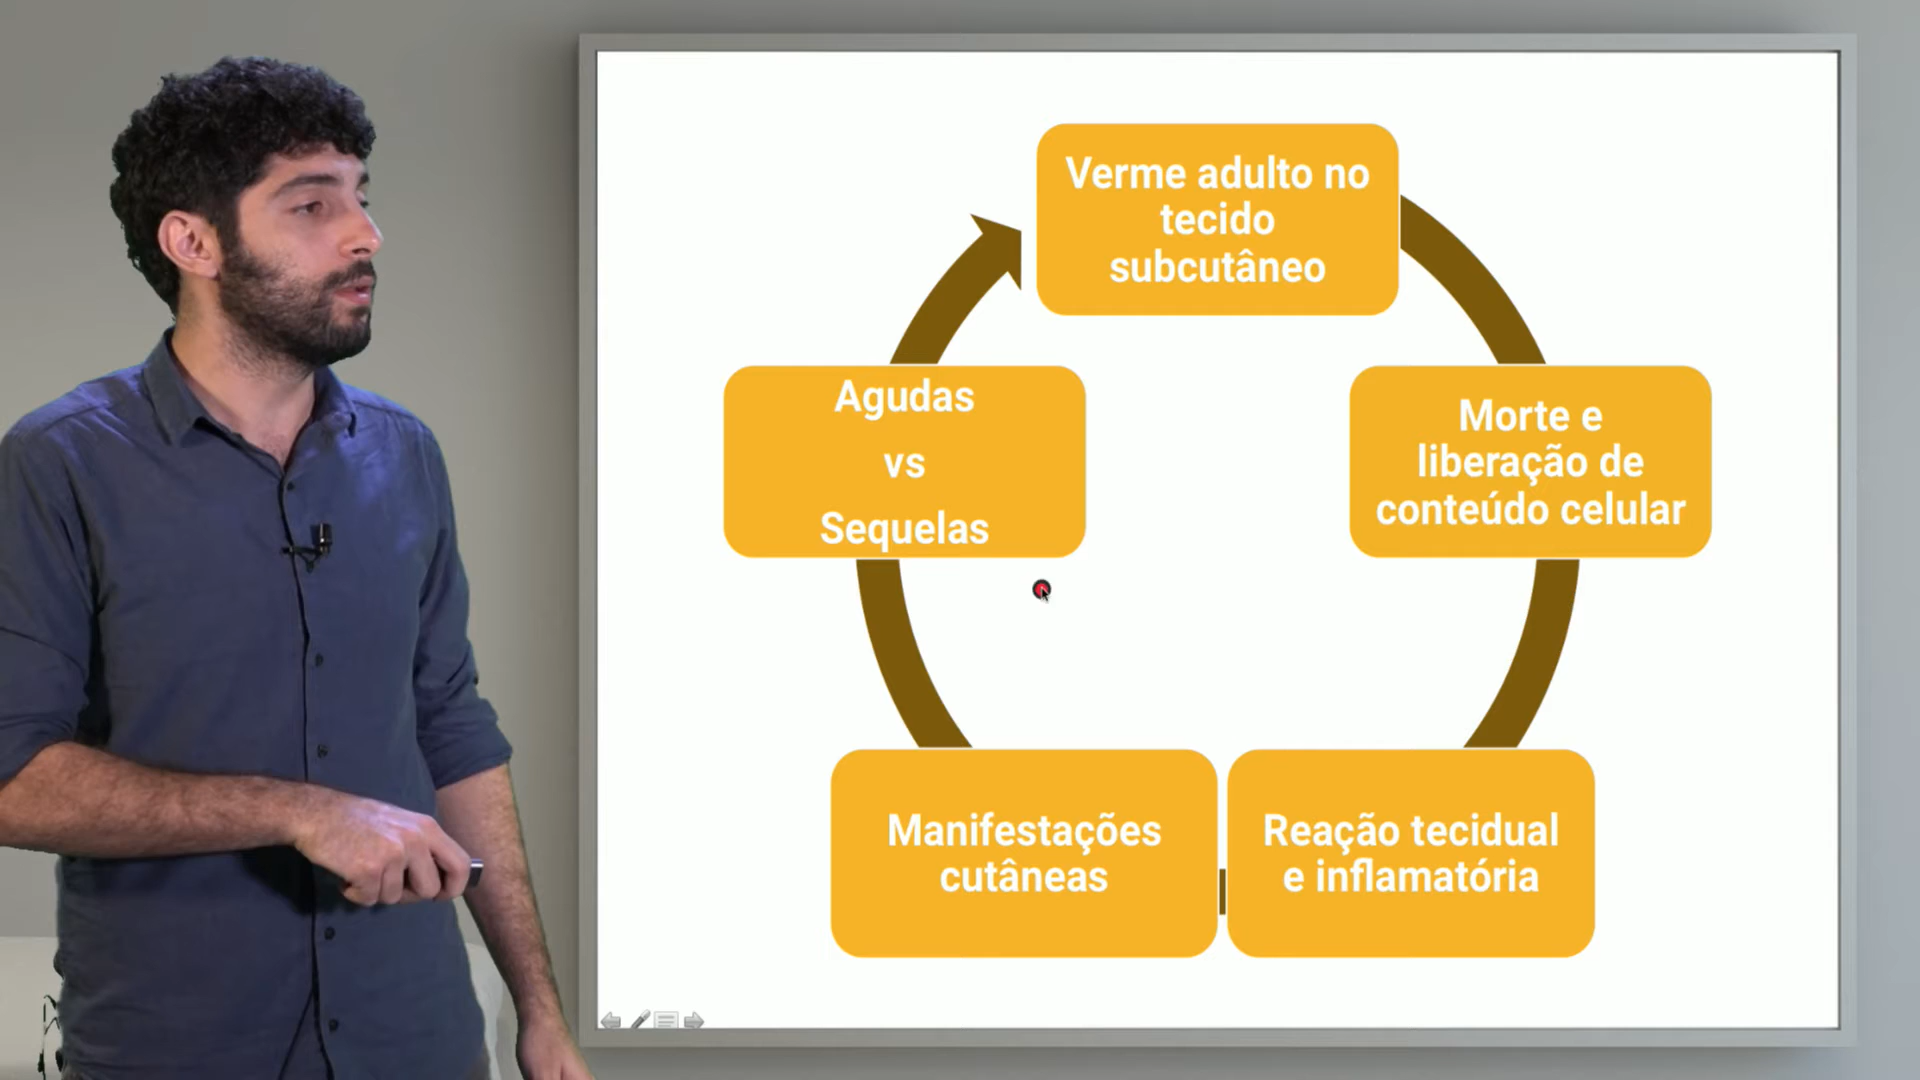 Verme adulto no
tecido
subcutâneo
Morte e
liberação de
conteúdo celular
Reação tecidual
e inflamatória
Manifestações
cutâneas
Agudas
vs
Sequelas